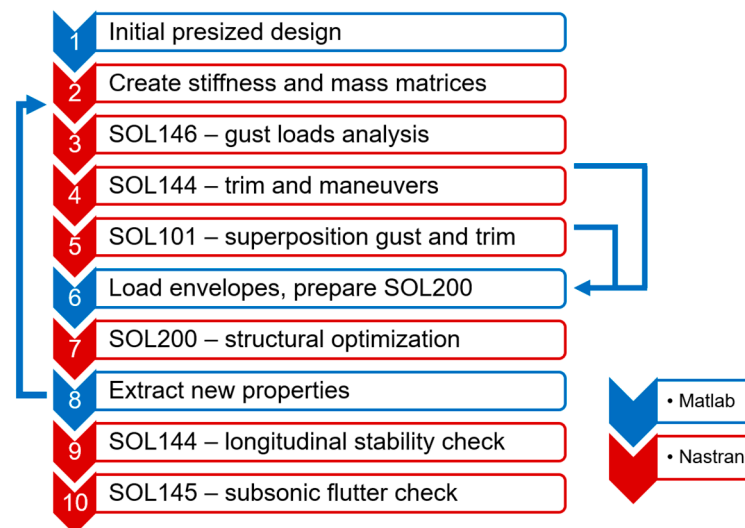 1 Initial presized design
2 Create stiffness and mass matrices
3 SOL146 – gust loads analysis
4 SOL144 – trim and maneuvers
5 SOL101 – superposition gust and trim
6 Load envelopes, prepare SOL200
7 SOL200 – structural optimization
8 Extract new properties
9 SOL144 – longitudinal stability check
10 SOL145 – subsonic flutter check
• Matlab
• Nastran